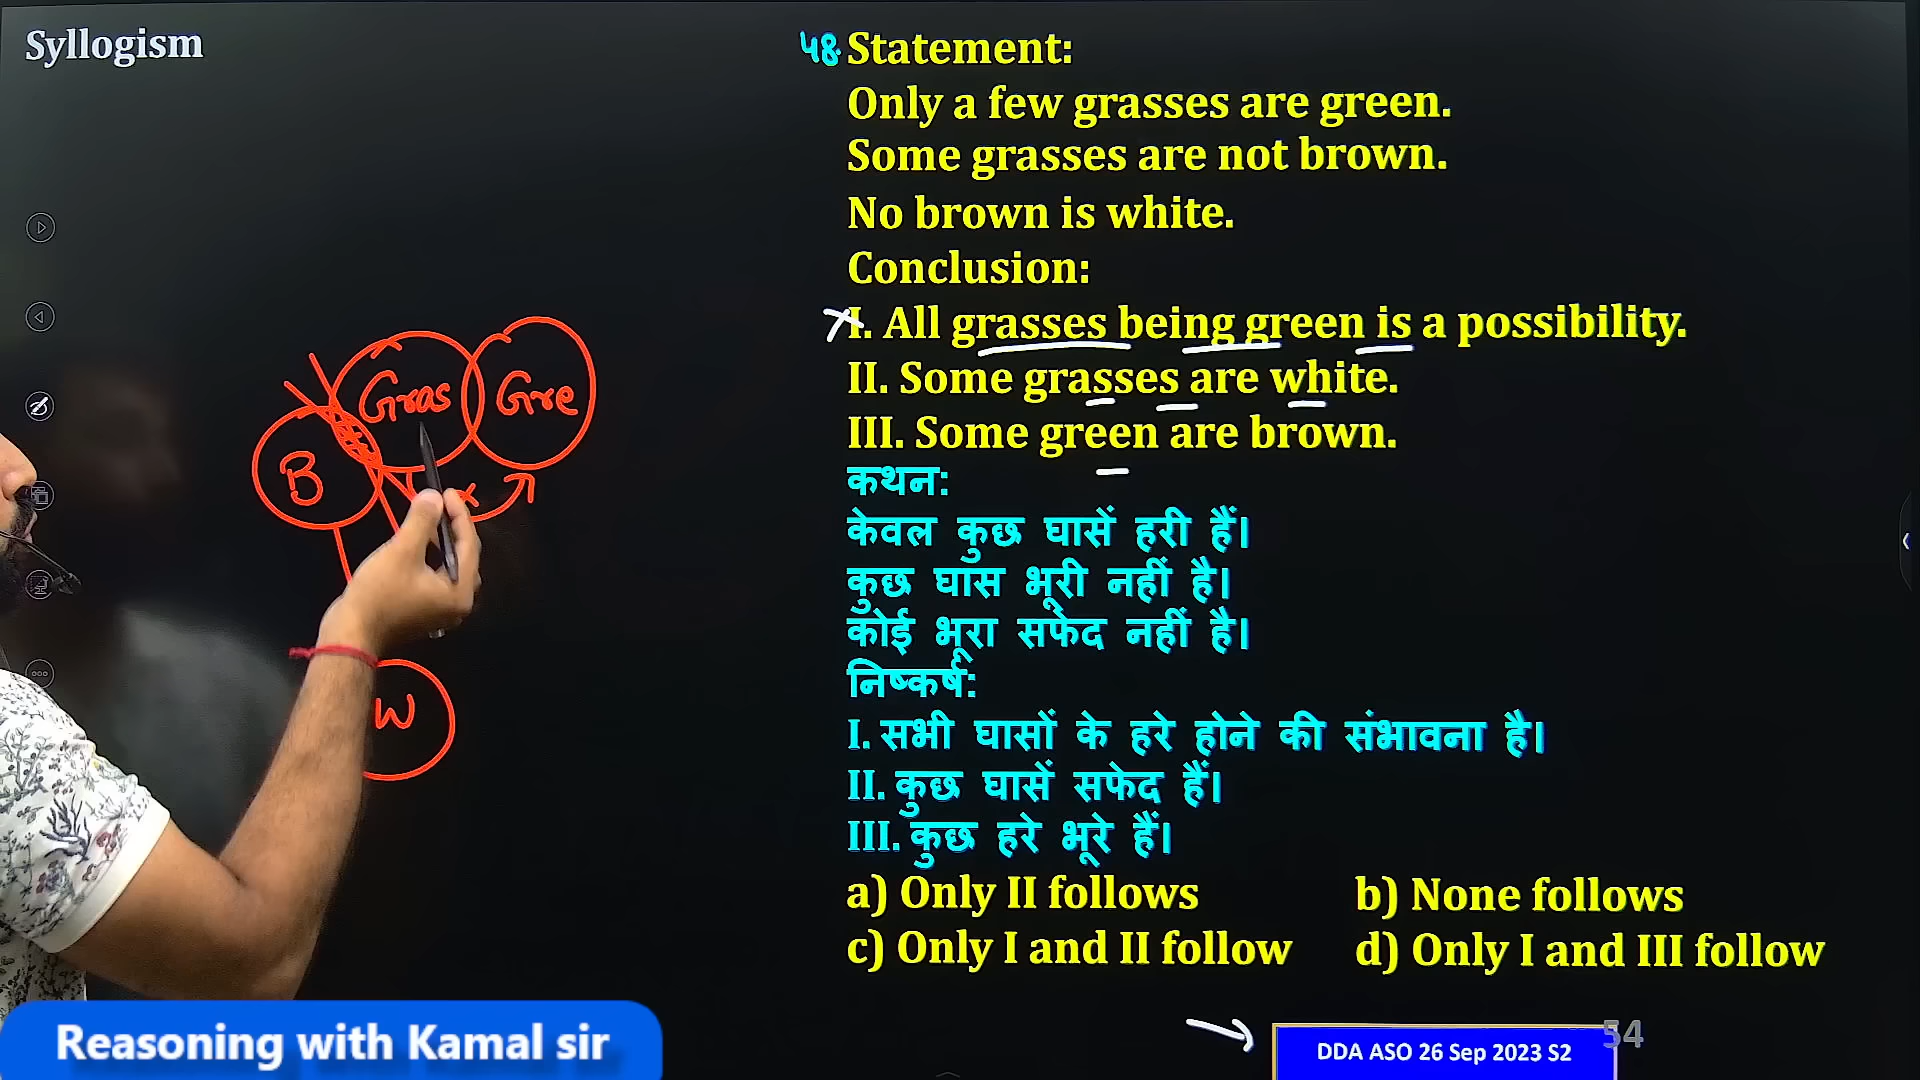 Syllogism
48. Statement:
Only a few grasses are green.
Some grasses are not brown.
No brown is white.
Conclusion:
I. All grasses being green is a possibility.
II. Some grasses are white.
III. Some green are brown.
कथन:
केवल कुछ घासें हरी हैं।
कुछ घास भूरी नहीं है।
कोई भूरा सफेद नहीं है।
निष्कर्ष:
I. सभी घासों के हरे होने की संभावना है।
II. कुछ घासें सफेद हैं।
III. कुछ हरे भूरे हैं।
a) Only II follows b) None follows
c) Only I and II follow d) Only I and III follow
Gras Gre
B
W
54
DDA ASO 26 Sep 2023 S2
Reasoning with Kamal sir